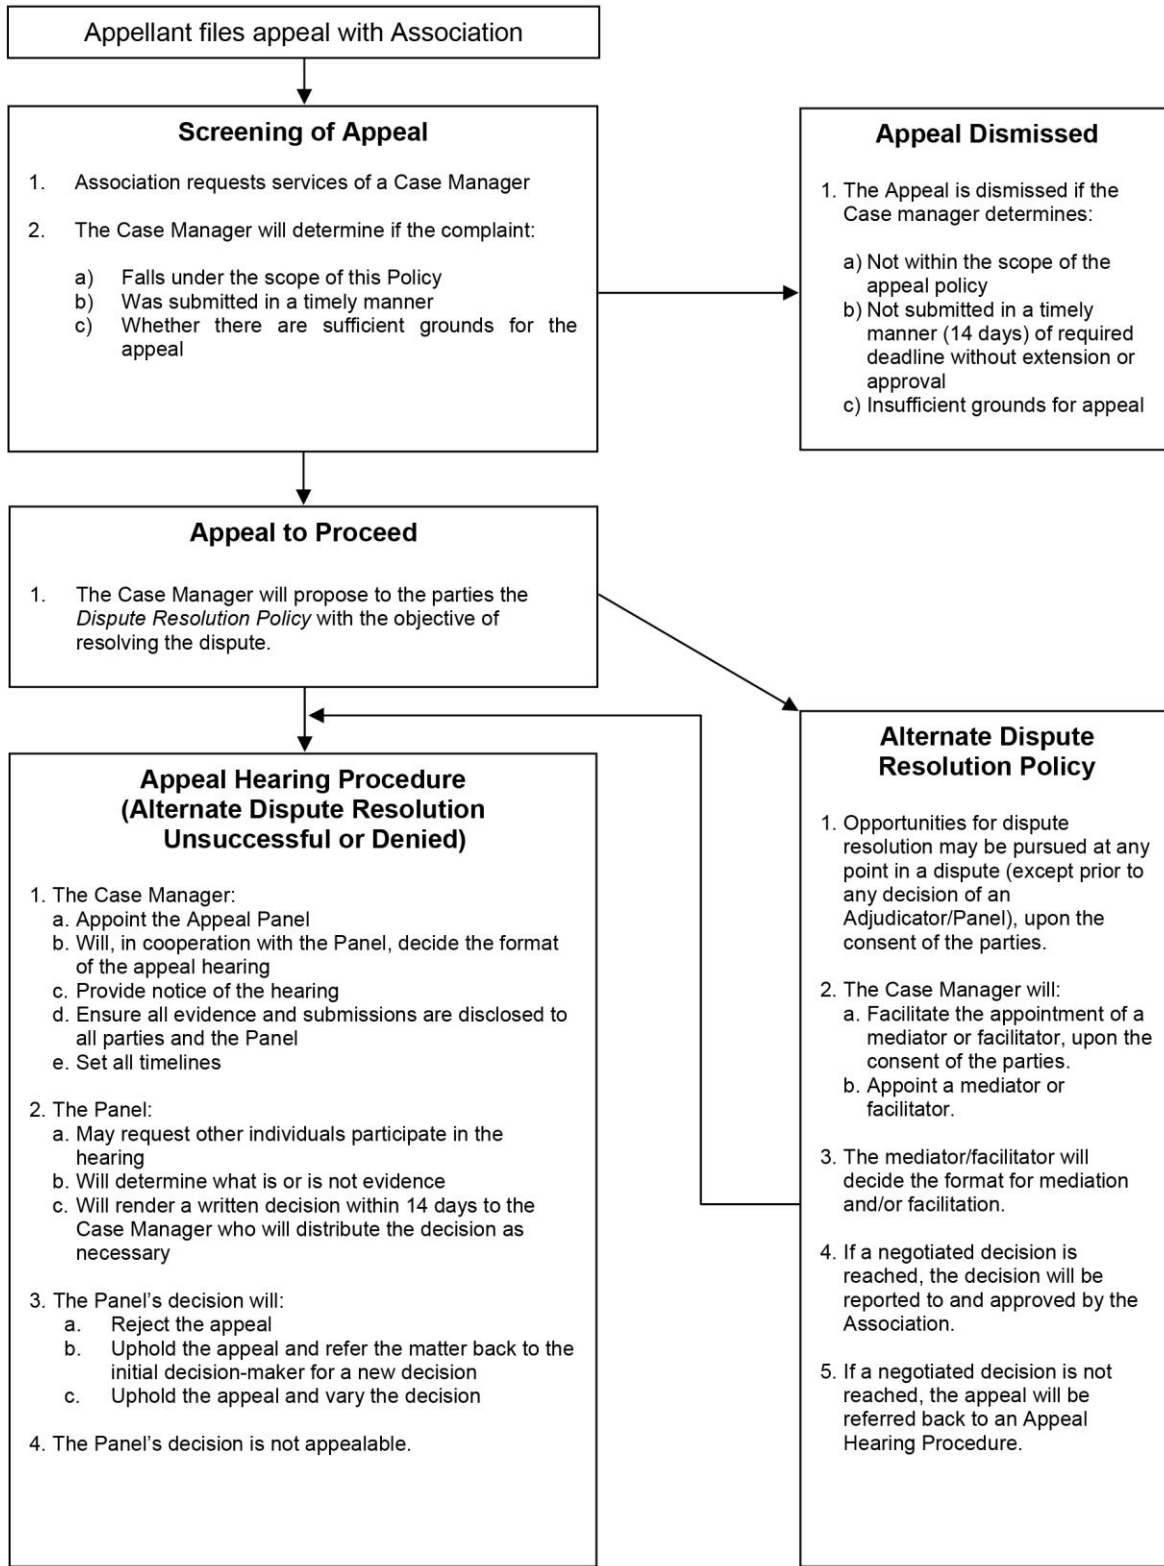 Appellant files appeal with Association
Screening of Appeal
1. Association requests services of a Case Manager
2. The Case Manager will determine if the complaint:
a) Falls under the scope of this Policy
b) Was submitted in a timely manner
c) Whether there are sufficient grounds for the
appeal
Appeal Dismissed
1. The Appeal is dismissed if the
Case manager determines:
a) Not within the scope of the
appeal policy
b) Not submitted in a timely
manner (14 days) of required
deadline without extension or
approval
c) Insufficient grounds for appeal
Appeal to Proceed
1. The Case Manager will propose to the parties the
Dispute Resolution Policy with the objective of
resolving the dispute.
Appeal Hearing Procedure
(Alternate Dispute Resolution
Unsuccessful or Denied)
1. The Case Manager:
a. Appoint the Appeal Panel
b. Will, in cooperation with the Panel, decide the format
of the appeal hearing
c. Provide notice of the hearing
d. Ensure all evidence and submissions are disclosed to
all parties and the Panel
e. Set all timelines
2. The Panel:
a. May request other individuals participate in the
hearing
b. Will determine what is or is not evidence
c. Will render a written decision within 14 days to the
Case Manager who will distribute the decision as
necessary
3. The Panel's decision will:
a. Reject the appeal
b. Uphold the appeal and refer the matter back to the
initial decision-maker for a new decision
c. Uphold the appeal and vary the decision
4. The Panel's decision is not appealable.
Alternate Dispute
Resolution Policy
1. Opportunities for dispute
resolution may be pursued at any
point in a dispute (except prior to
any decision of an
Adjudicator/Panel), upon the
consent of the parties.
2. The Case Manager will:
a. Facilitate the appointment of a
mediator or facilitator, upon the
consent of the parties.
b. Appoint a mediator or
facilitator.
3. The mediator/facilitator will
decide the format for mediation
and/or facilitation.
4. If a negotiated decision is
reached, the decision will be
reported to and approved by the
Association.
5. If a negotiated decision is not
reached, the appeal will be
referred back to an Appeal
Hearing Procedure.